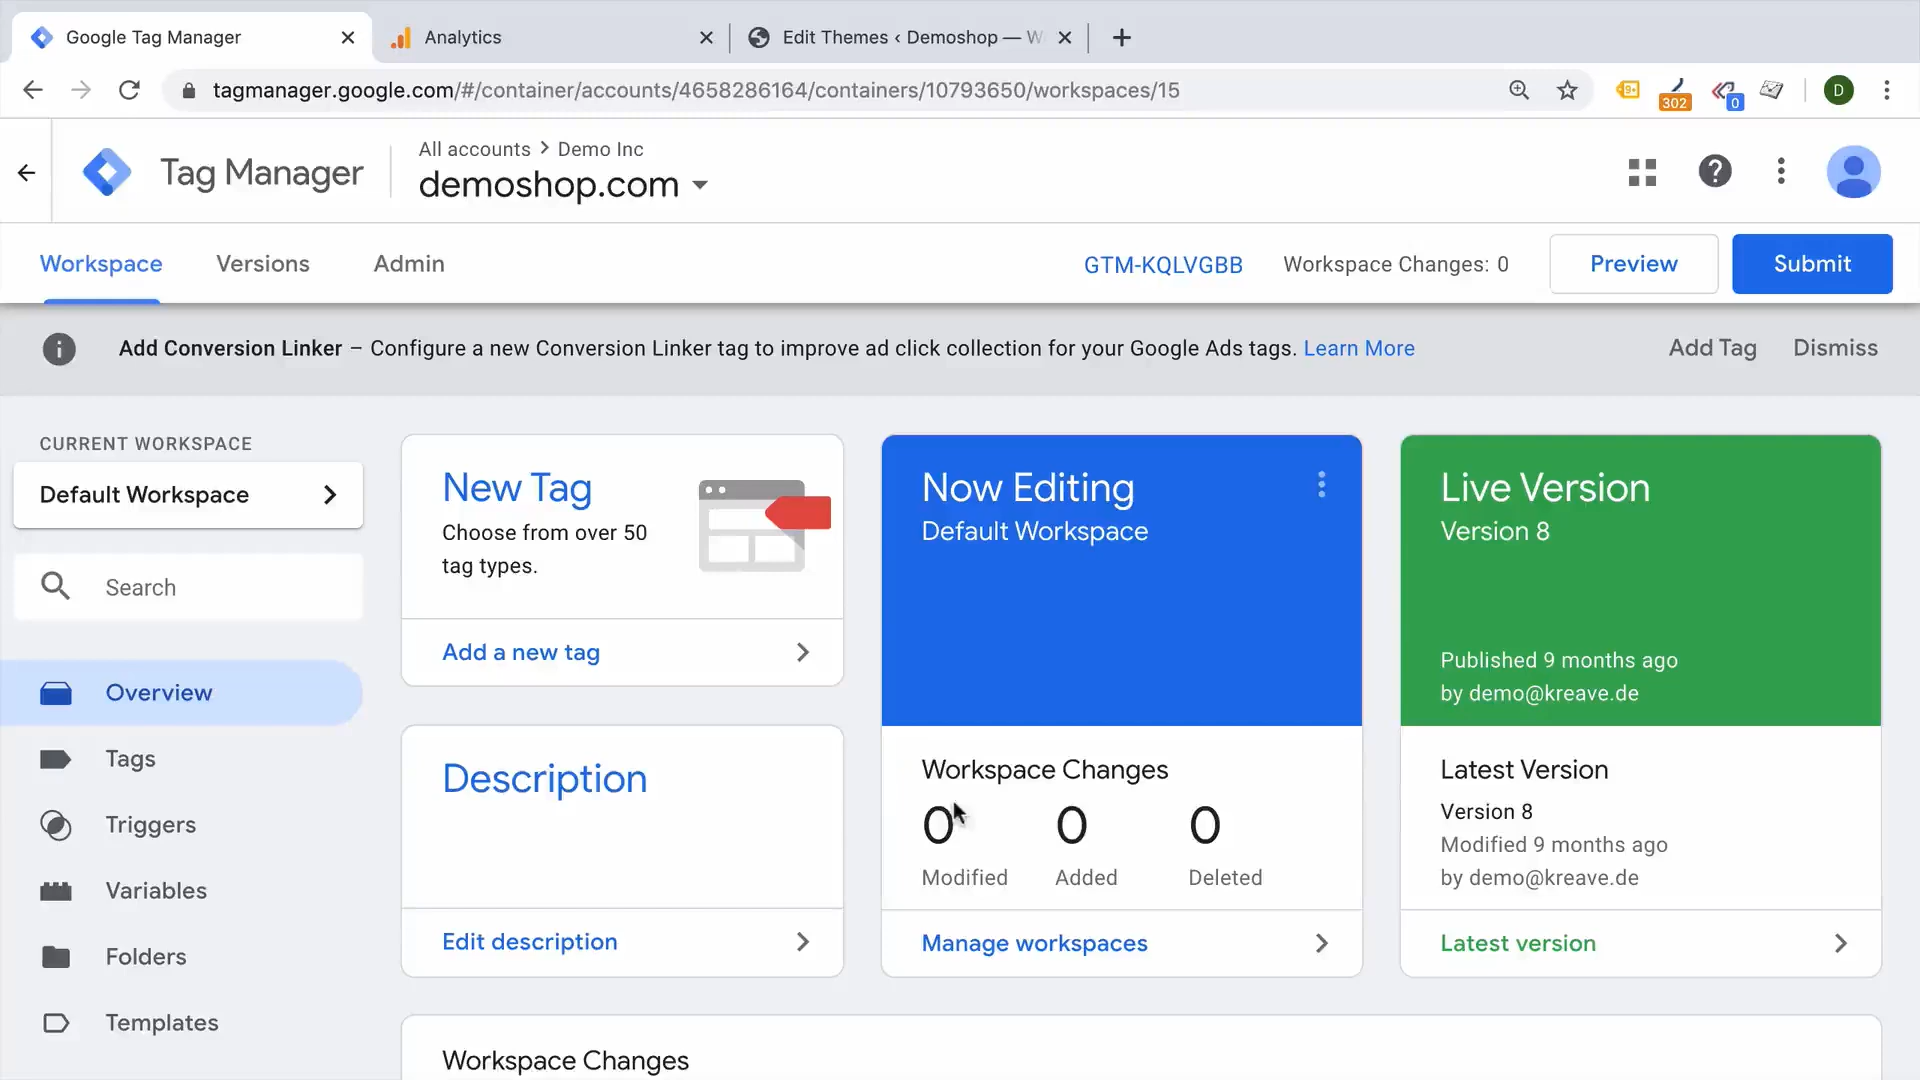 Google Tag Manager
Analytics
Edit Themes ‹ Demoshop — W
tagmanager.google.com/#/container/accounts/4658286164/containers/10793650/workspaces/15
9+
302
0
D
Tag Manager
All accounts > Demo Inc
demoshop.com
Workspace
Versions
Admin
GTM-KQLVGBB
Workspace Changes: 0
Preview
Submit
Add Conversion Linker – Configure a new Conversion Linker tag to improve ad click collection for your Google Ads tags. Learn More
Add Tag
Dismiss
CURRENT WORKSPACE
Default Workspace
Search
Overview
Tags
Triggers
Variables
Folders
Templates
New Tag
Choose from over 50
tag types.
Add a new tag
Description
Edit description
Now Editing
Default Workspace
Workspace Changes
0 0 0
Modified Added Deleted
Manage workspaces
Live Version
Version 8
Published 9 months ago
by demo@kreave.de
Latest Version
Version 8
Modified 9 months ago
by demo@kreave.de
Latest version
Workspace Changes